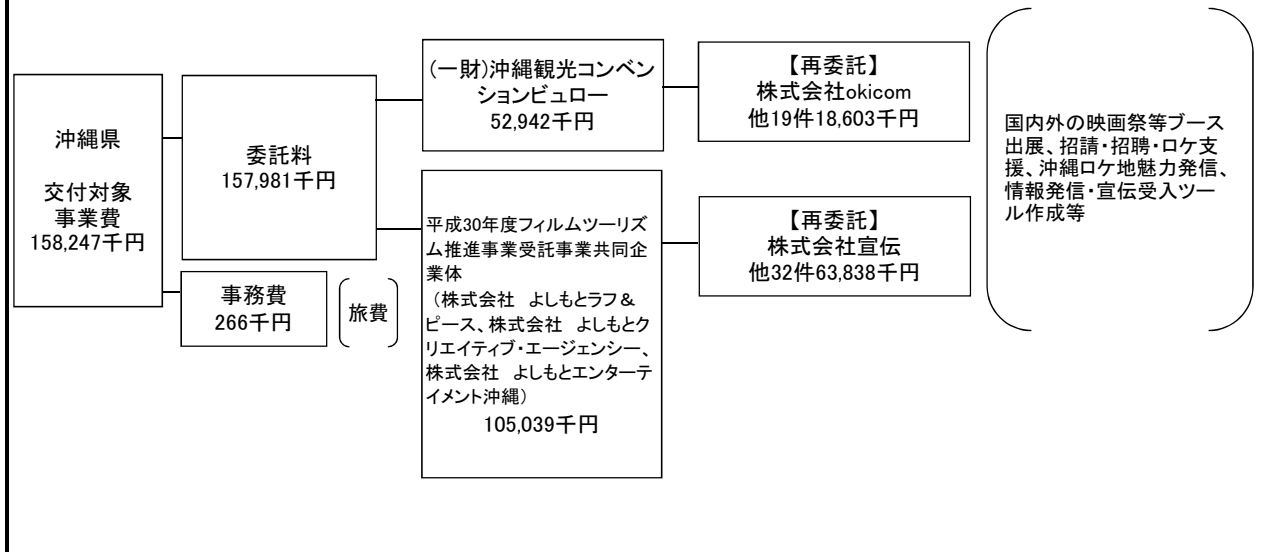 沖縄県
交付対象
事業費
158,247千円
委託料
157,981千円
事務費
266千円
旅費
(一財)沖縄観光コンベン
ションビュロー
52,942千円
平成30年度フィルムツーリズ
ム推進事業受託事業共同企
業体
（株式会社　よしもとラフ＆
ピース、株式会社　よしもとク
リエイティブ・エージェンシー、
株式会社　よしもとエンターテ
イメント沖縄）
105,039千円
【再委託】
株式会社okicom
他19件18,603千円
【再委託】
株式会社宣伝
他32件63,838千円
国内外の映画祭等ブース
出展、招請・招聘・ロケ支
援、沖縄ロケ地魅力発信、
情報発信・宣伝受入ツー
ル作成等